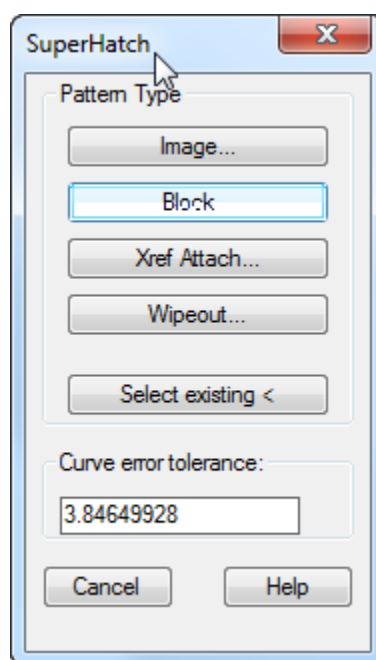 SuperHatch
Pattern Type
Image...
Block
Xref Attach...
Wipeout...
Select existing <
Curve error tolerance:
3.84649928
Cancel Help